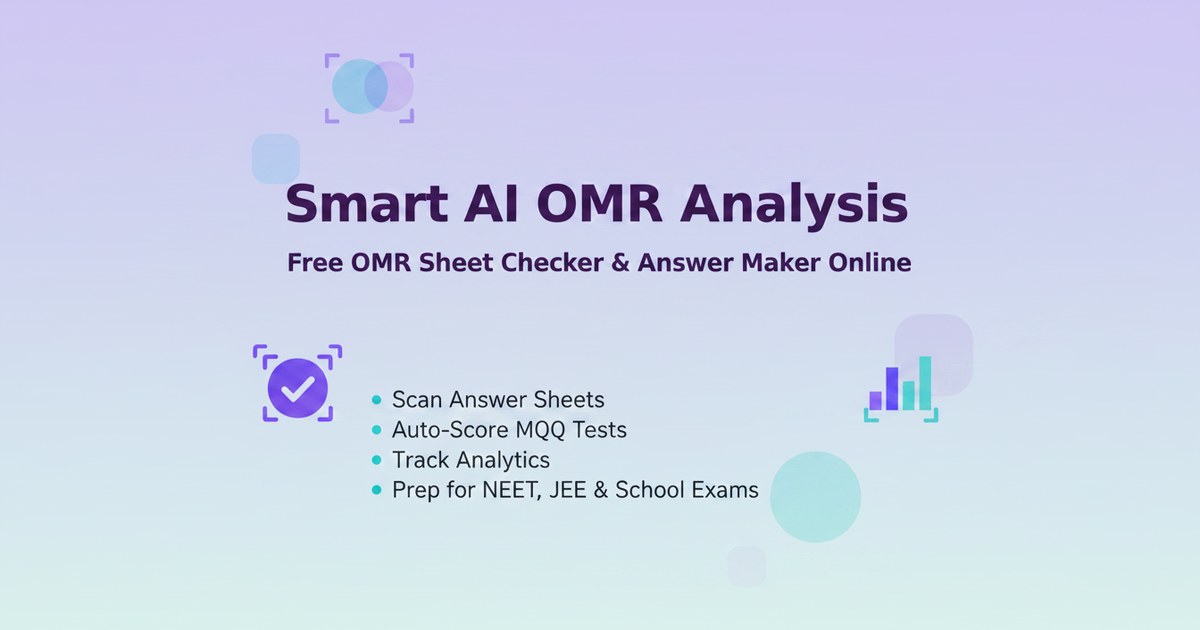 Smart AI OMR Analysis
Free OMR Sheet Checker & Answer Maker Online
Scan Answer Sheets
Auto-Score MQQ Tests
Track Analytics
Prep for NEET, JEE & School Exams